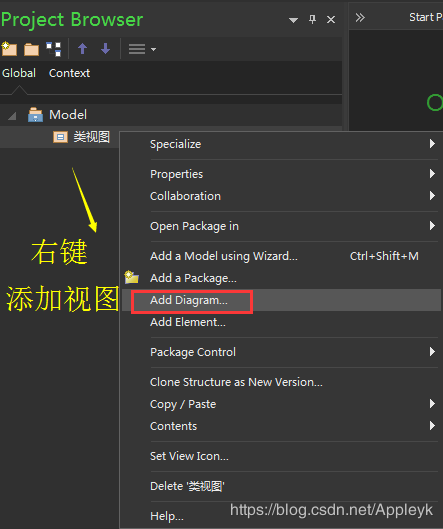 Project Browser
Start P
Global Context
Model
类视图
Specialize
Properties
Collaboration
Open Package in
Add a Model using Wizard... Ctrl+Shift+M
Add a Package...
Add Diagram...
Add Element...
Package Control
Clone Structure as New Version...
Copy / Paste
Contents
Set View Icon...
Delete '类视图'
Help...
右键
添加视图
https://blog.csdn.net/Appleyk